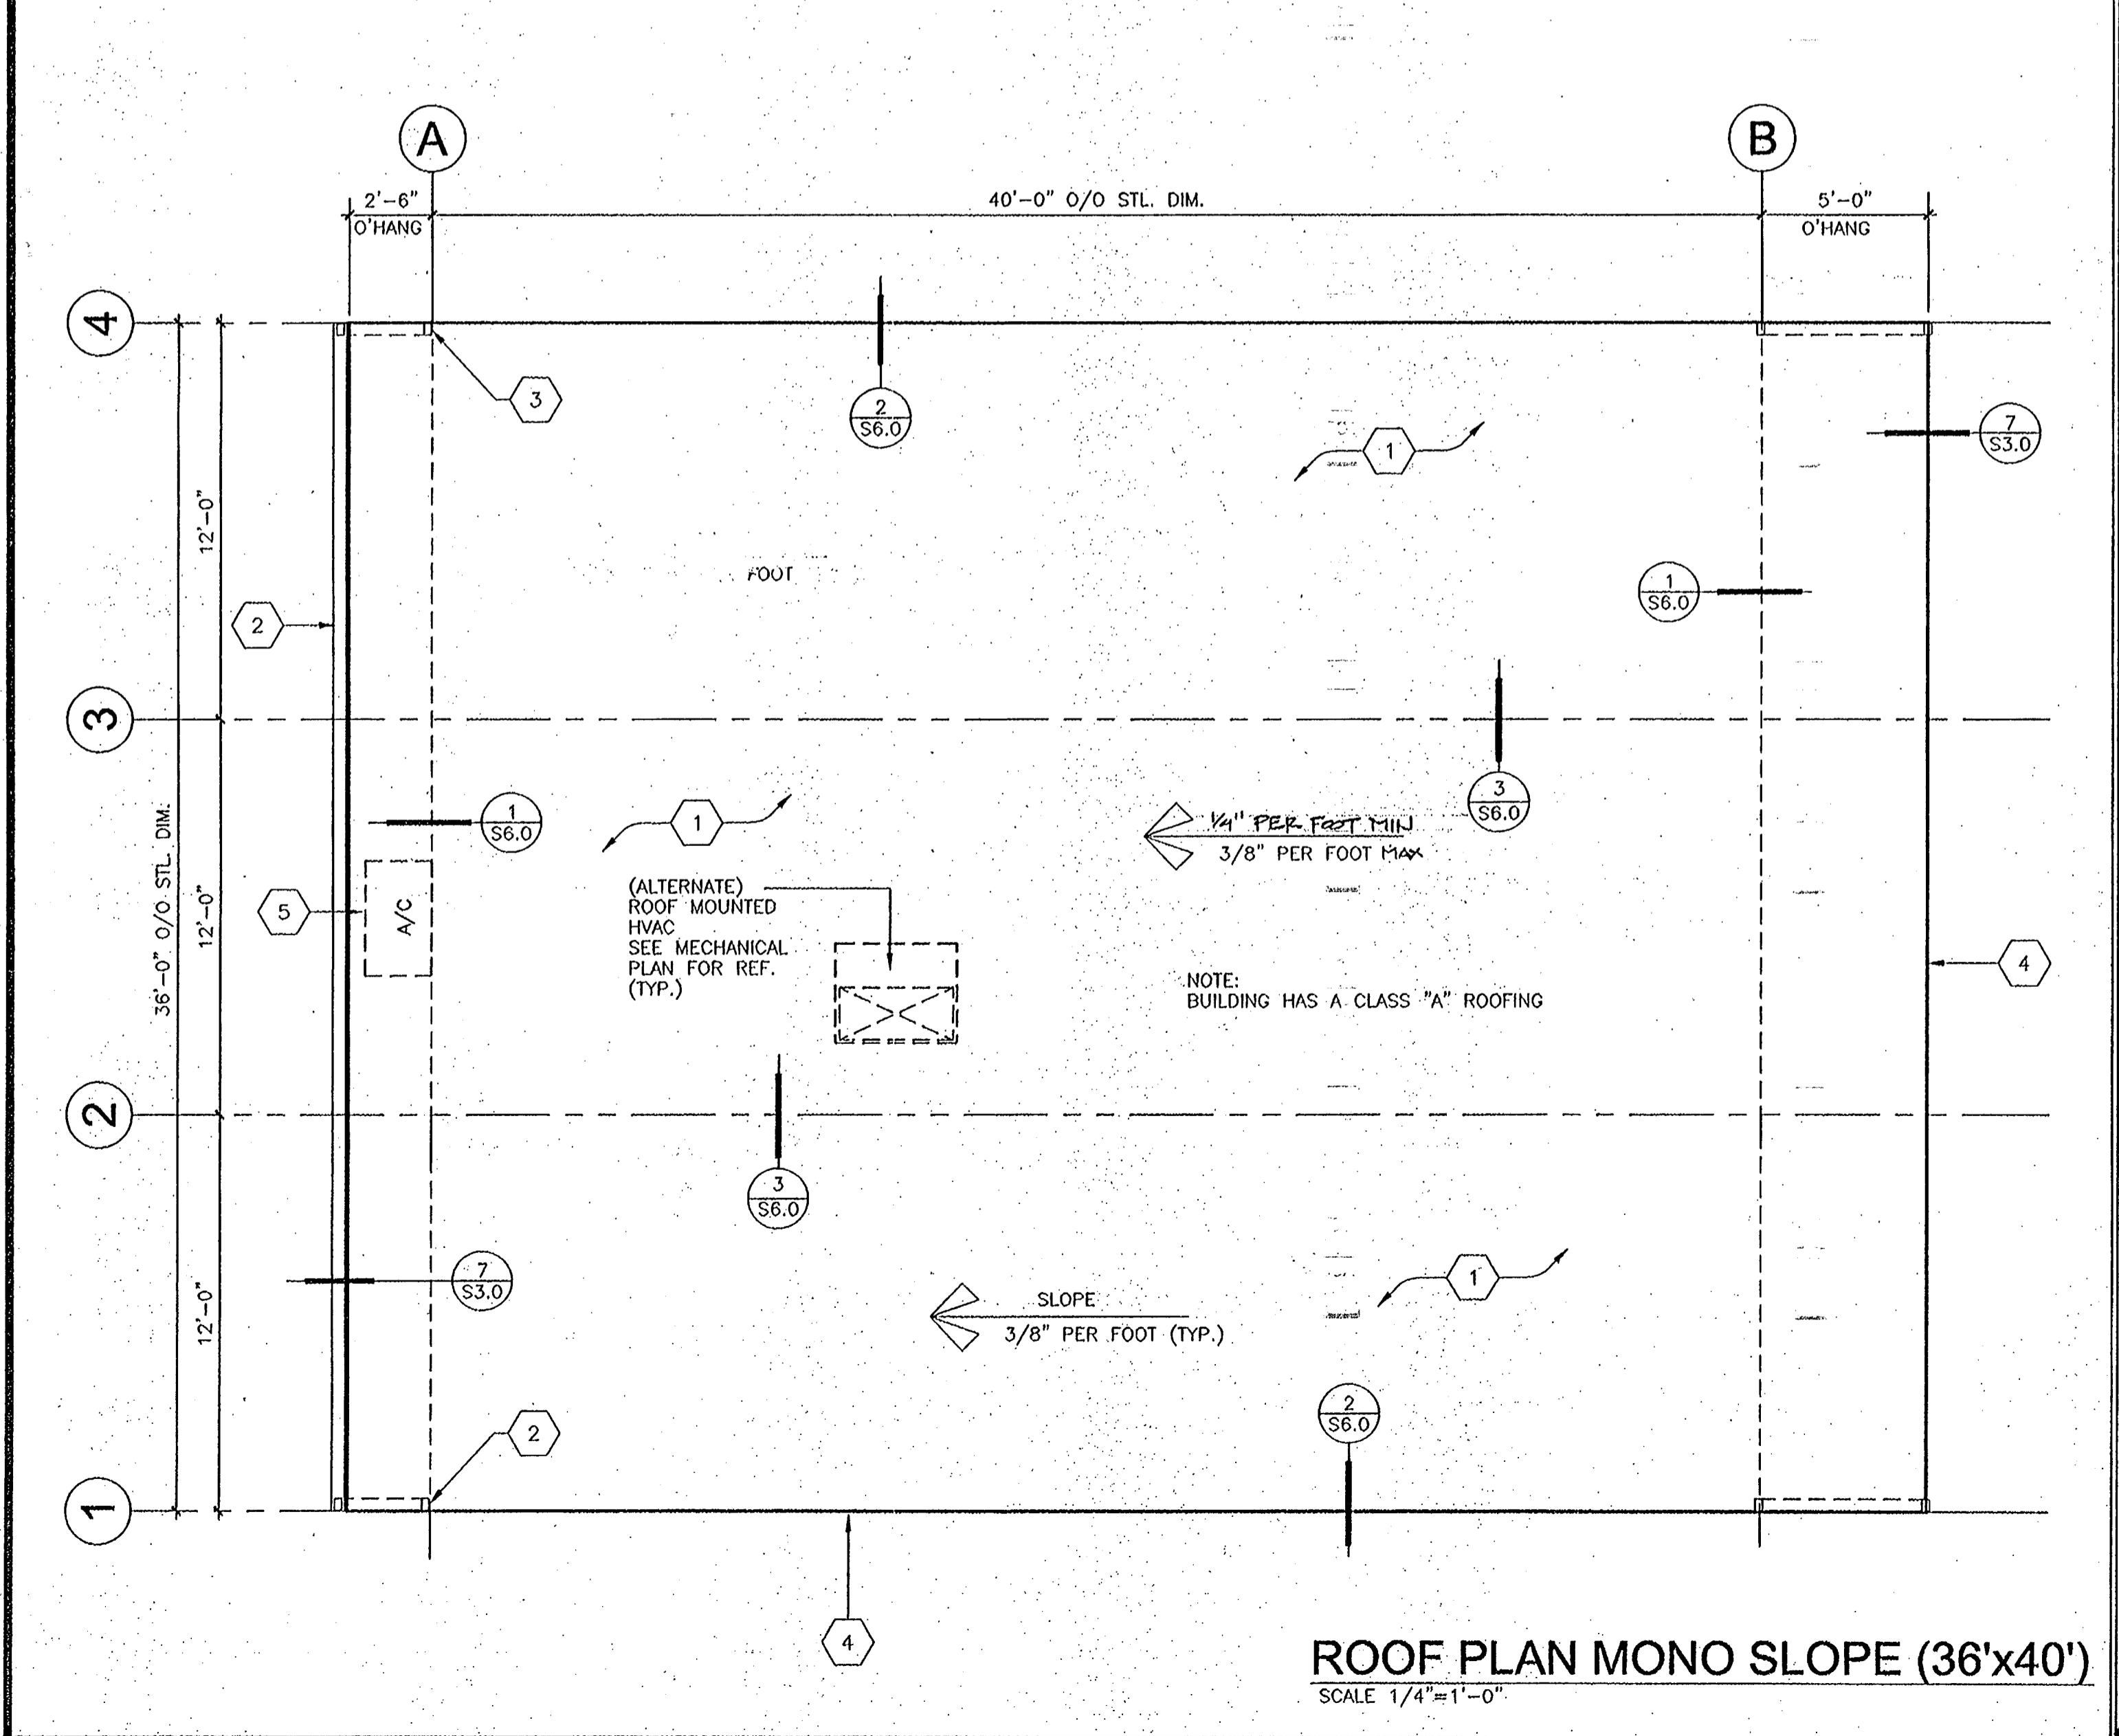 A
B
2'-6"
O'HANG
40'-0" O/O STL. DIM.
5'-0"
O'HANG
4
3
2
S6.0
1
7
S3.0
12'-0"
FOOT
1
S6.0
2
3
3
S6.0
1
S6.0
1
1/4" PER FOOT MIN
3/8" PER FOOT MAX
36'-0" O/O STL. DIM.
12'-0"
5
A/C
(ALTERNATE)
ROOF MOUNTED
HVAC
SEE MECHANICAL
PLAN FOR REF.
(TYP.)
NOTE:
BUILDING HAS A CLASS "A" ROOFING
4
2
3
S6.0
12'-0"
7
S3.0
1
SLOPE
3/8" PER FOOT (TYP.)
2
S6.0
2
1
4
ROOF PLAN MONO SLOPE (36'x40')
SCALE 1/4"=1'-0"